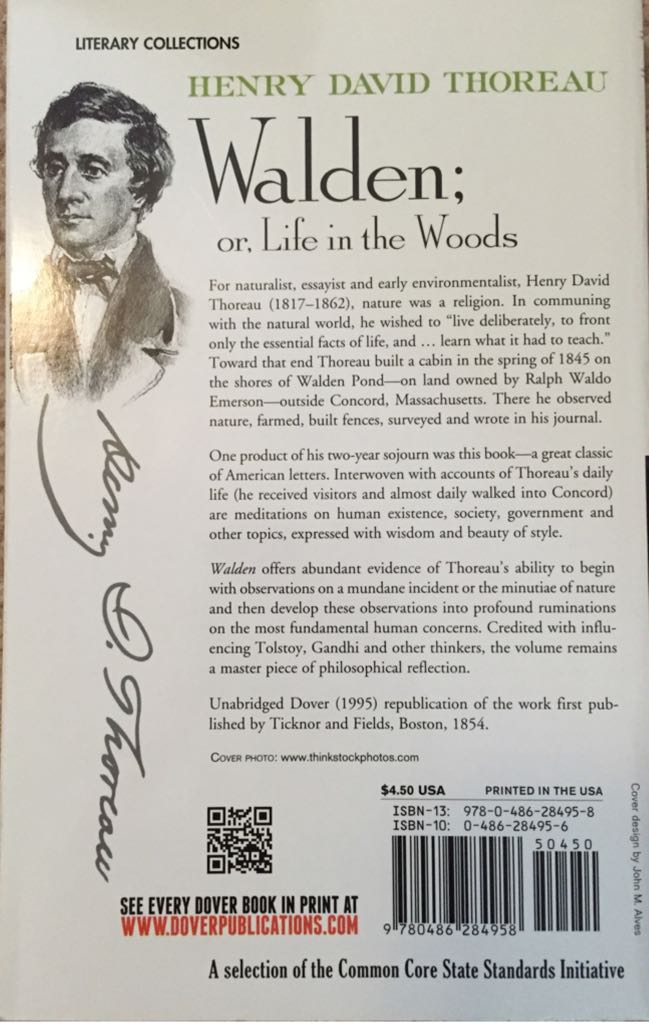 LITERARY COLLECTIONS
HENRY DAVID THOREAU
Walden;
or, Life in the Woods
For naturalist, essayist and early environmentalist, Henry David
Thoreau (1817–1862), nature was a religion. In communing
with the natural world, he wished to “live deliberately, to front
only the essential facts of life, and ... learn what it had to teach.”
Toward that end Thoreau built a cabin in the spring of 1845 on
the shores of Walden Pond—on land owned by Ralph Waldo
Emerson—outside Concord, Massachusetts. There he observed
nature, farmed, built fences, surveyed and wrote in his journal.
One product of his two-year sojourn was this book—a great classic
of American letters. Interwoven with accounts of Thoreau’s daily
life (he received visitors and almost daily walked into Concord)
are meditations on human existence, society, government and
other topics, expressed with wisdom and beauty of style.
Walden offers abundant evidence of Thoreau’s ability to begin
with observations on a mundane incident or the minutiae of nature
and then develop these observations into profound ruminations
on the most fundamental human concerns. Credited with influ-
encing Tolstoy, Gandhi and other thinkers, the volume remains
a master piece of philosophical reflection.
Unabridged Dover (1995) republication of the work first pub-
lished by Ticknor and Fields, Boston, 1854.
COVER PHOTO: www.thinkstockphotos.com
Henry D. Thoreau
$4.50 USA PRINTED IN THE USA
ISBN-13: 978-0-486-28495-8
ISBN-10: 0-486-28495-6
50450
9 780486 284958
Cover design by John M. Alves
SEE EVERY DOVER BOOK IN PRINT AT
WWW.DOVERPUBLICATIONS.COM
A selection of the Common Core State Standards Initiative